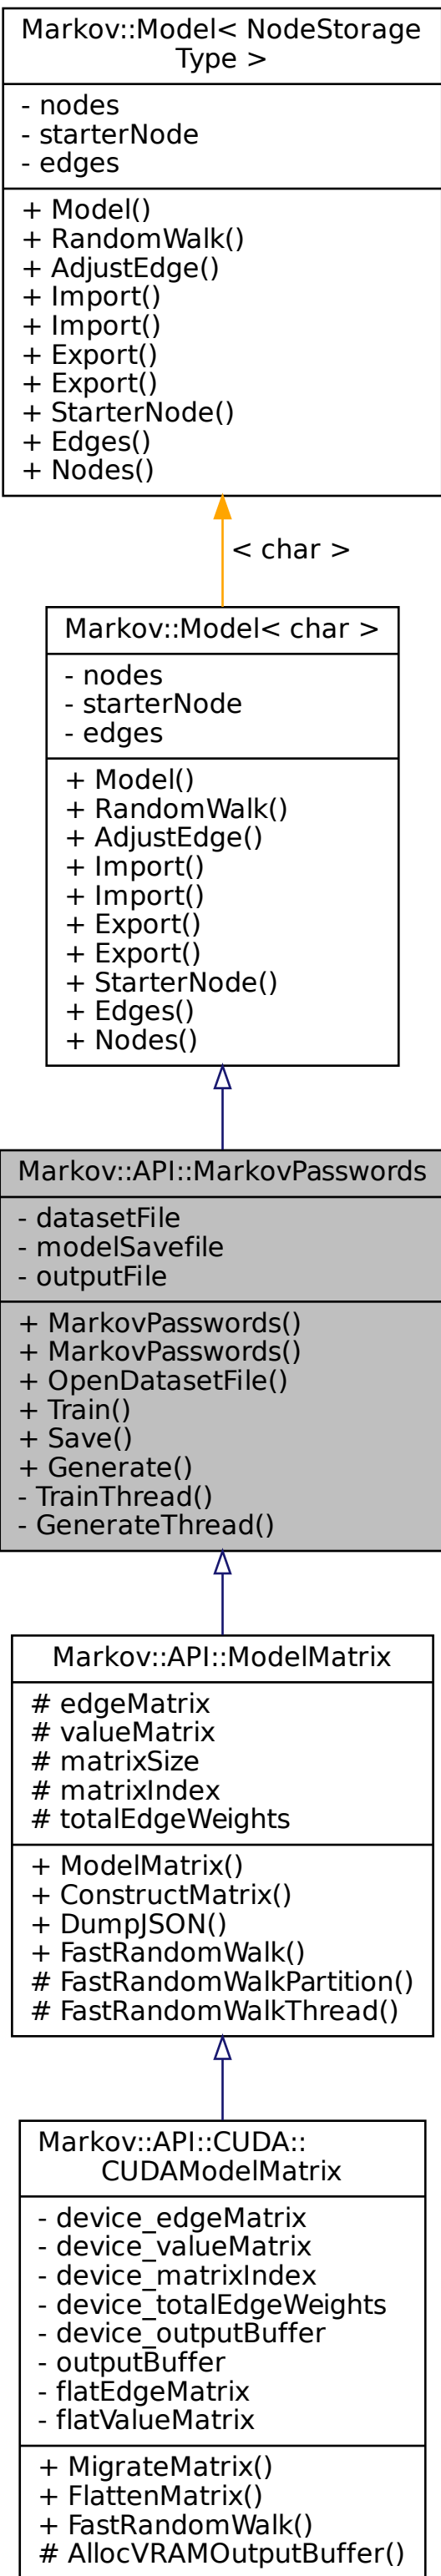 Markov::Model< NodeStorage
Type >
- nodes
- starterNode
- edges
+ Model()
+ RandomWalk()
+ AdjustEdge()
+ Import()
+ Import()
+ Export()
+ Export()
+ StarterNode()
+ Edges()
+ Nodes()
< char >
Markov::Model< char >
- nodes
- starterNode
- edges
+ Model()
+ RandomWalk()
+ AdjustEdge()
+ Import()
+ Import()
+ Export()
+ Export()
+ StarterNode()
+ Edges()
+ Nodes()
Markov::API::MarkovPasswords
- datasetFile
- modelSavefile
- outputFile
+ MarkovPasswords()
+ MarkovPasswords()
+ OpenDatasetFile()
+ Train()
+ Save()
+ Generate()
- TrainThread()
- GenerateThread()
Markov::API::ModelMatrix
# edgeMatrix
# valueMatrix
# matrixSize
# matrixIndex
# totalEdgeWeights
+ ModelMatrix()
+ ConstructMatrix()
+ DumpJSON()
+ FastRandomWalk()
# FastRandomWalkPartition()
# FastRandomWalkThread()
Markov::API::CUDA::
CUDAModelMatrix
- device_edgeMatrix
- device_valueMatrix
- device_matrixIndex
- device_totalEdgeWeights
- device_outputBuffer
- outputBuffer
- flatEdgeMatrix
- flatValueMatrix
+ MigrateMatrix()
+ FlattenMatrix()
+ FastRandomWalk()
# AllocVRAMOutputBuffer()